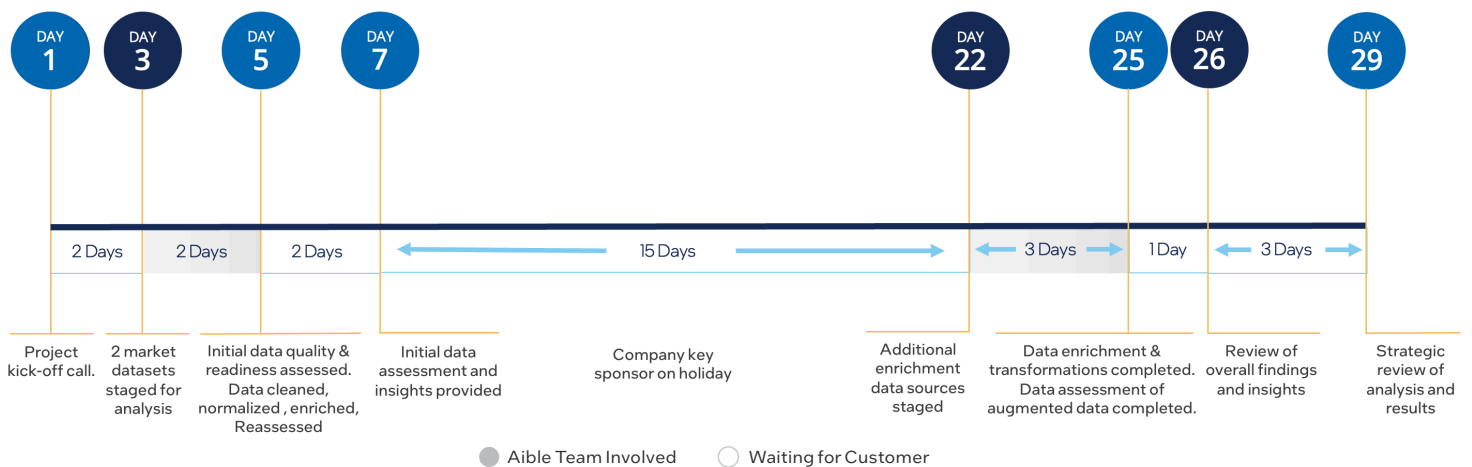 DAY
1
DAY
3
DAY
5
DAY
7
DAY
22
DAY
25
DAY
26
DAY
29
2 Days
2 Days
2 Days
15 Days
3 Days
1 Day
3 Days
Project
kick-off call.
2 market
datasets
staged for
analysis
Initial data quality &
readiness assessed.
Data cleaned,
normalized , enriched,
Reassessed
Initial data
assessment and
insights provided
Company key
sponsor on holiday
Additional
enrichment
data sources
staged
Data enrichment &
transformations completed.
Data assessment of
augmented data completed.
Review of
overall findings
and insights
Strategic
review of
analysis and
results
Aible Team Involved
Waiting for Customer